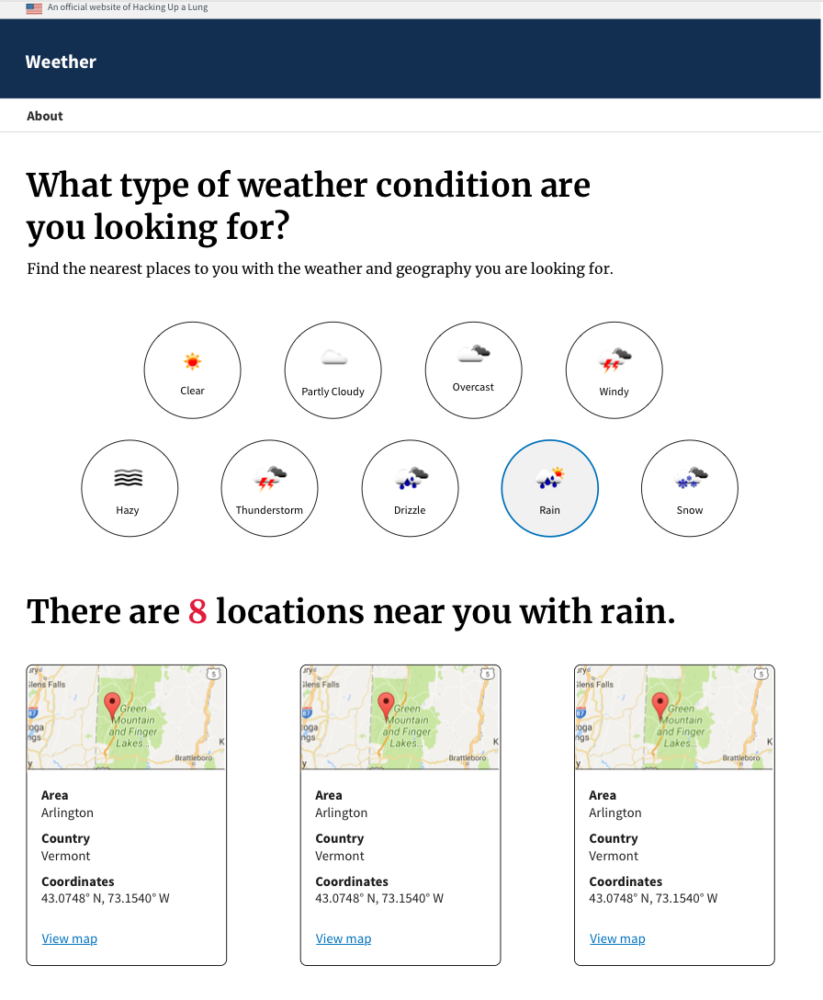 An official website of Hacking Up a Lung
Weether
About
What type of weather condition are
you looking for?
Find the nearest places to you with the weather and geography you are looking for.
Clear
Partly Cloudy
Overcast
Windy
Hazy
Thunderstorm
Drizzle
Rain
Snow
There are 8 locations near you with rain.
ury
5
Glens Falls
87
Green
Mountain
and Finger
Lakes...
toga
ngs
K
y
Brattleboro
Area
Arlington
Country
Vermont
Coordinates
43.0748° N, 73.1540° W
View map
ury
5
Glens Falls
87
Green
Mountain
and Finger
Lakes...
toga
ngs
K
y
Brattleboro
Area
Arlington
Country
Vermont
Coordinates
43.0748° N, 73.1540° W
View map
ury
5
Glens Falls
87
Green
Mountain
and Finger
Lakes...
toga
ngs
K
y
Brattleboro
Area
Arlington
Country
Vermont
Coordinates
43.0748° N, 73.1540° W
View map